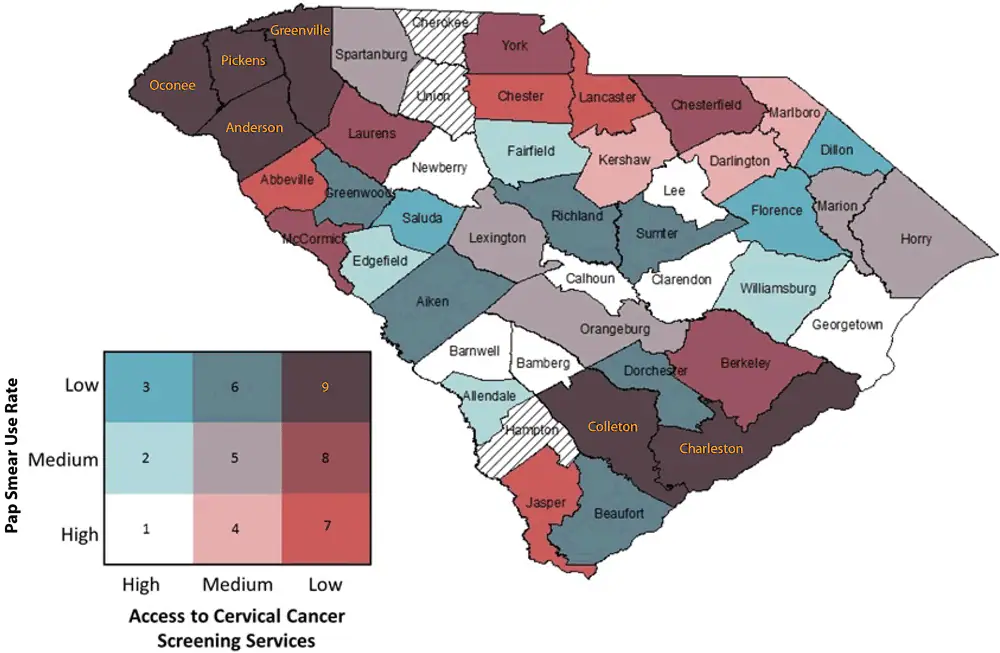 Cherokee
Greenville
York
Spartanburg
Pickens
Oconee
Union
Chester
Lancaster
Chesterfield
Marlboro
Anderson
Laurens
Fairfield
Dillon
Kershaw
Darlington
Newberry
Abbeville
Greenwood
Lee
Marion
Florence
Saluda
Richland
Sumter
McCormick
Lexington
Horry
Edgefield
Calhoun
Clarendon
Williamsburg
Aiken
Georgetown
Orangeburg
Barnwell
Bamberg
Berkeley
Dorchester
Allendale
Colleton
Hampton
Charleston
Jasper
Beaufort
Pap Smear Use Rate
Low 3 6 9
Medium 2 5 8
High 1 4 7
High Medium Low
Access to Cervical Cancer
Screening Services